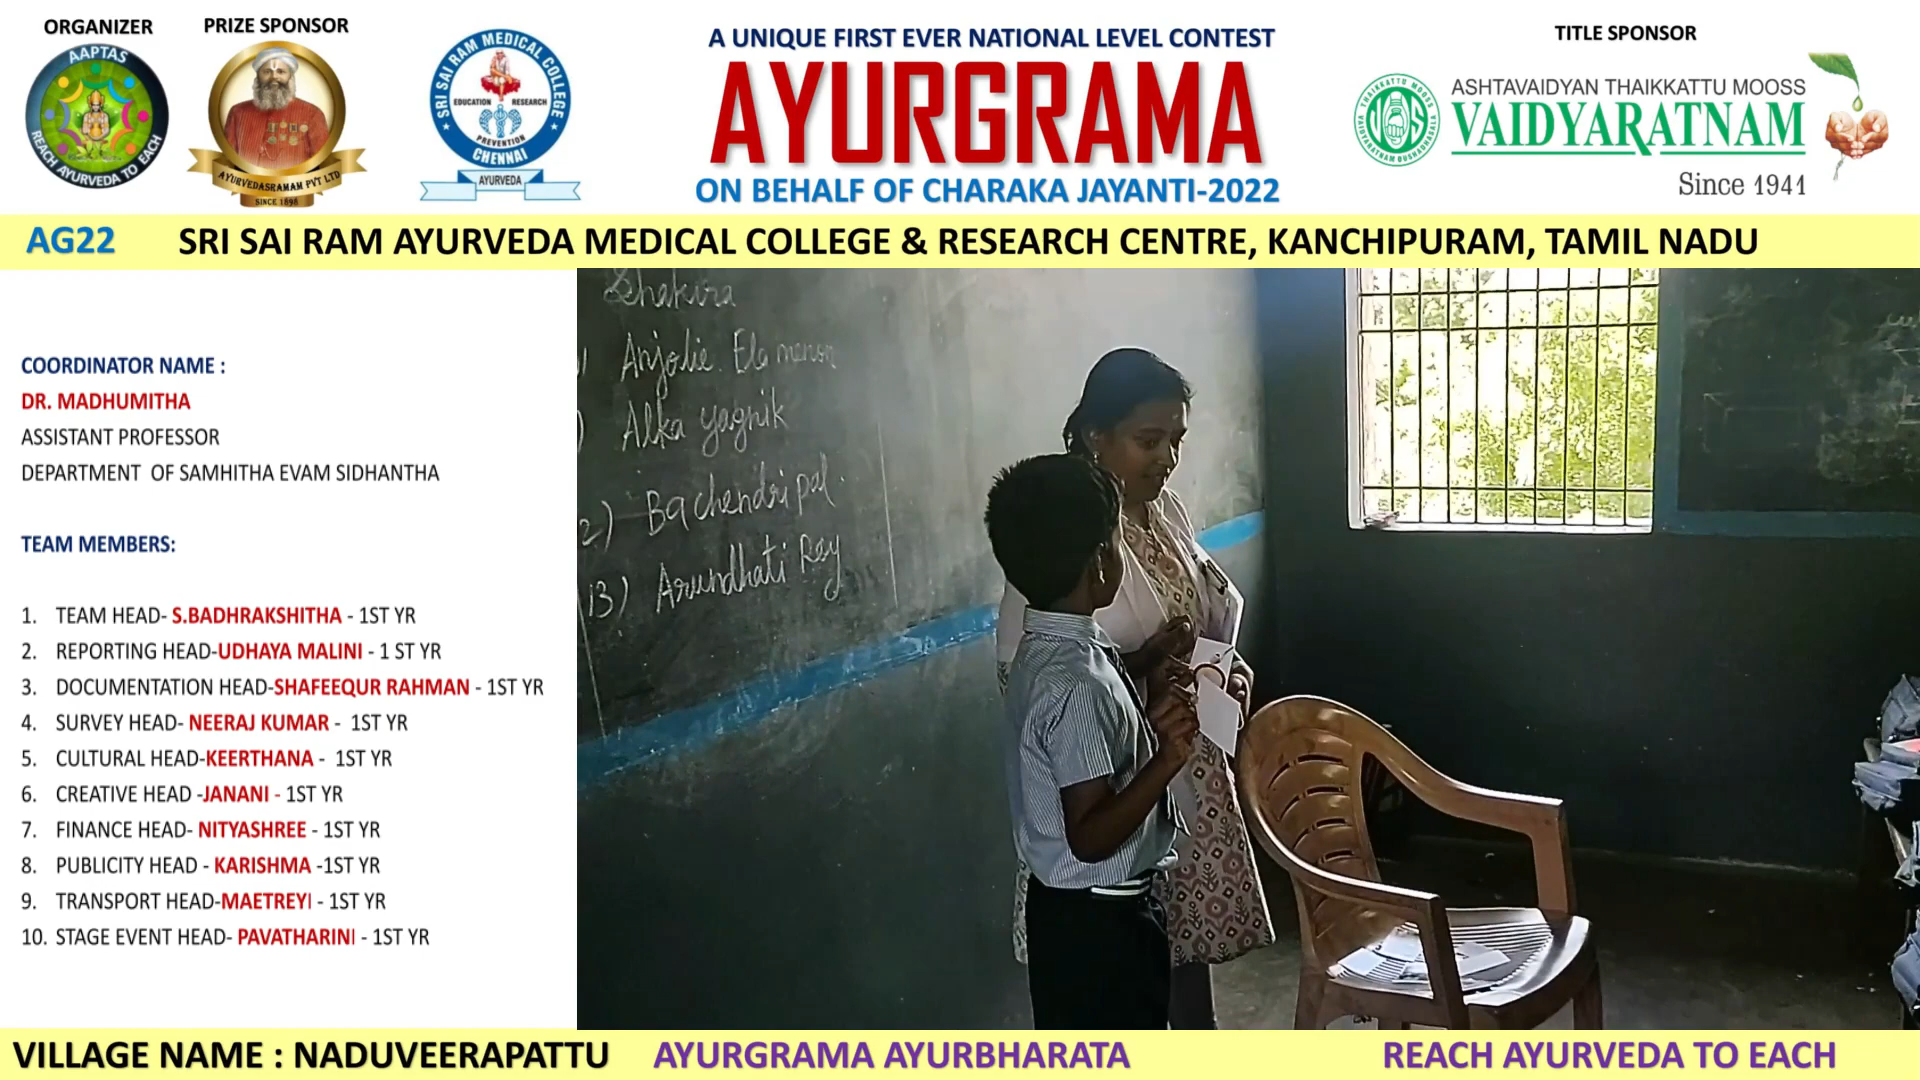 ORGANIZER
AAPTAS
REACH AYURVEDA TO EACH
PRIZE SPONSOR
AYURVEDASRAMAM PVT LTD
SINCE 1898
SRI SAI RAM MEDICAL COLLEGE
EDUCATION RESEARCH
PREVENTION
CHENNAI
AYURVEDA
A UNIQUE FIRST EVER NATIONAL LEVEL CONTEST
AYURGRAMA
ON BEHALF OF CHARAKA JAYANTI-2022
TITLE SPONSOR
THAIKKATTU MOOSS
VAIDYARATNAM OUSHADHASALA
ASHTAVAIDYAN THAIKKATTU MOOSS
VAIDYARATNAM
Since 1941
AG22 SRI SAI RAM AYURVEDA MEDICAL COLLEGE & RESEARCH CENTRE, KANCHIPURAM, TAMIL NADU
COORDINATOR NAME :
DR. MADHUMITHA
ASSISTANT PROFESSOR
DEPARTMENT OF SAMHITHA EVAM SIDHANTHA
TEAM MEMBERS:
1. TEAM HEAD- S.BADHRAKSHITHA - 1ST YR
2. REPORTING HEAD-UDHAYA MALINI - 1 ST YR
3. DOCUMENTATION HEAD-SHAFEEQUR RAHMAN - 1ST YR
4. SURVEY HEAD- NEERAJ KUMAR - 1ST YR
5. CULTURAL HEAD-KEERTHANA - 1ST YR
6. CREATIVE HEAD -JANANI - 1ST YR
7. FINANCE HEAD- NITYASHREE - 1ST YR
8. PUBLICITY HEAD - KARISHMA -1ST YR
9. TRANSPORT HEAD-MAETREYI - 1ST YR
10. STAGE EVENT HEAD- PAVATHARINI - 1ST YR
Shakira
Anjolie. Ela menon
Alka yagnik
2) Bachendri pal.
13) Arundhati Roy
VILLAGE NAME : NADUVEERAPATTU AYURGRAMA AYURBHARATA REACH AYURVEDA TO EACH